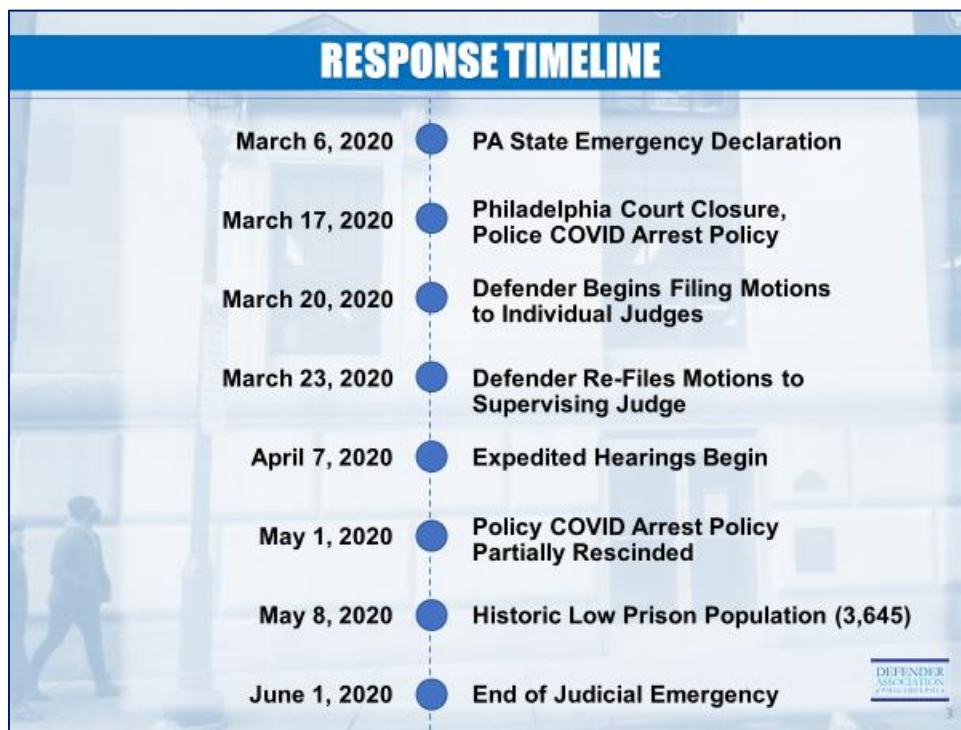 RESPONSE TIMELINE
March 6, 2020
PA State Emergency Declaration
March 17, 2020
Philadelphia Court Closure,
Police COVID Arrest Policy
March 20, 2020
Defender Begins Filing Motions
to Individual Judges
March 23, 2020
Defender Re-Files Motions to
Supervising Judge
April 7, 2020
Expedited Hearings Begin
May 1, 2020
Policy COVID Arrest Policy
Partially Rescinded
May 8, 2020
Historic Low Prison Population (3,645)
June 1, 2020
End of Judicial Emergency
DEFENDER
ASSOCIATION
of PHILADELPHIA
3